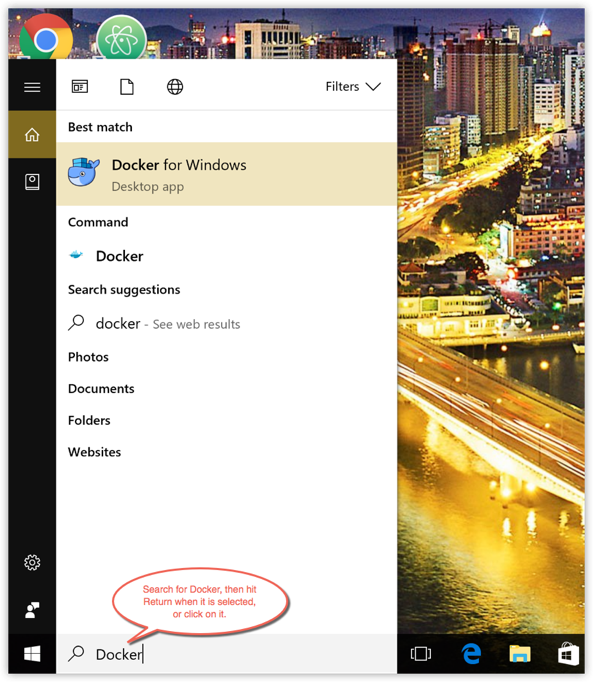 Filters
Best match
Docker for Windows
Desktop app
Command
Docker
Search suggestions
docker - See web results
Photos
Documents
Folders
Websites
Search for Docker, then hit
Return when it is selected,
or click on it.
Docker